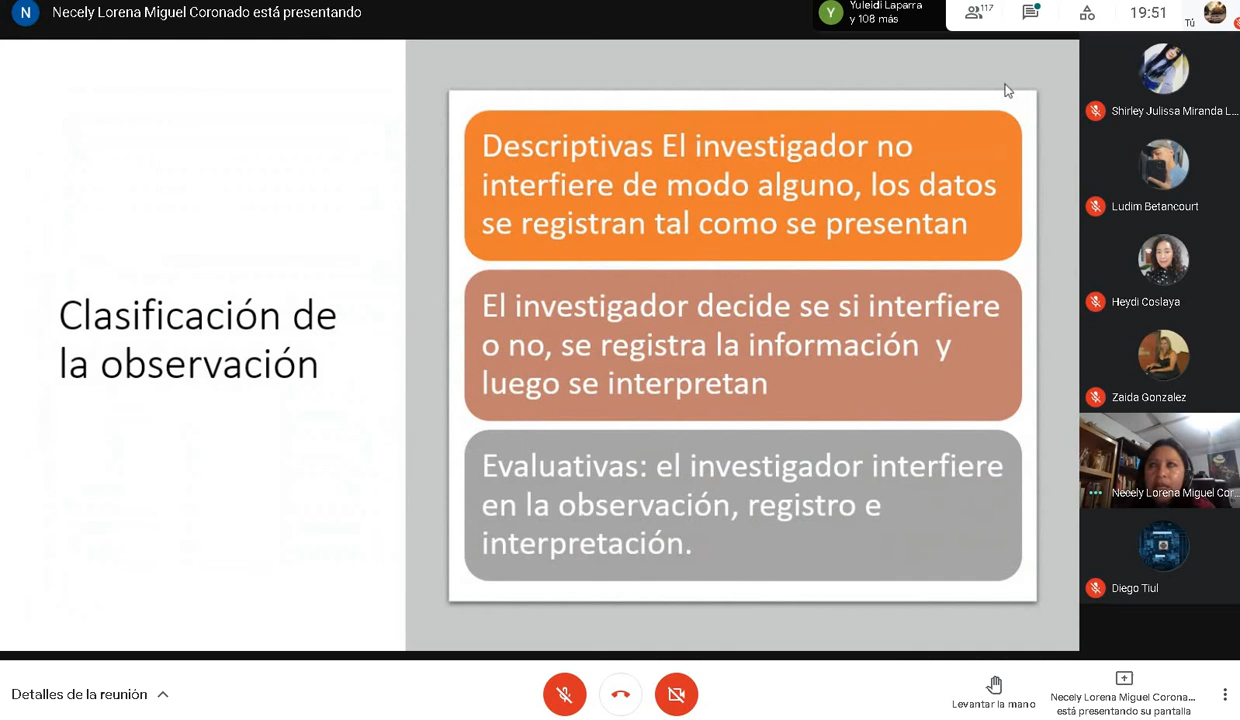 N Necely Lorena Miguel Coronado está presentando
Y Yuleidi Laparra
y 108 más
117
19:51
Tú
Clasificación de
la observación
Descriptivas El investigador no
interfiere de modo alguno, los datos
se registran tal como se presentan
El investigador decide se si interfiere
o no, se registra la información y
luego se interpretan
Evaluativas: el investigador interfiere
en la observación, registro e
interpretación.
Shirley Julissa Miranda L...
Ludim Betancourt
Heydi Coslaya
Zaida Gonzalez
Necely Lorena Miguel Cor...
Diego Tiul
Detalles de la reunión
Levantar la mano
Necely Lorena Miguel Corona...
está presentando su pantalla